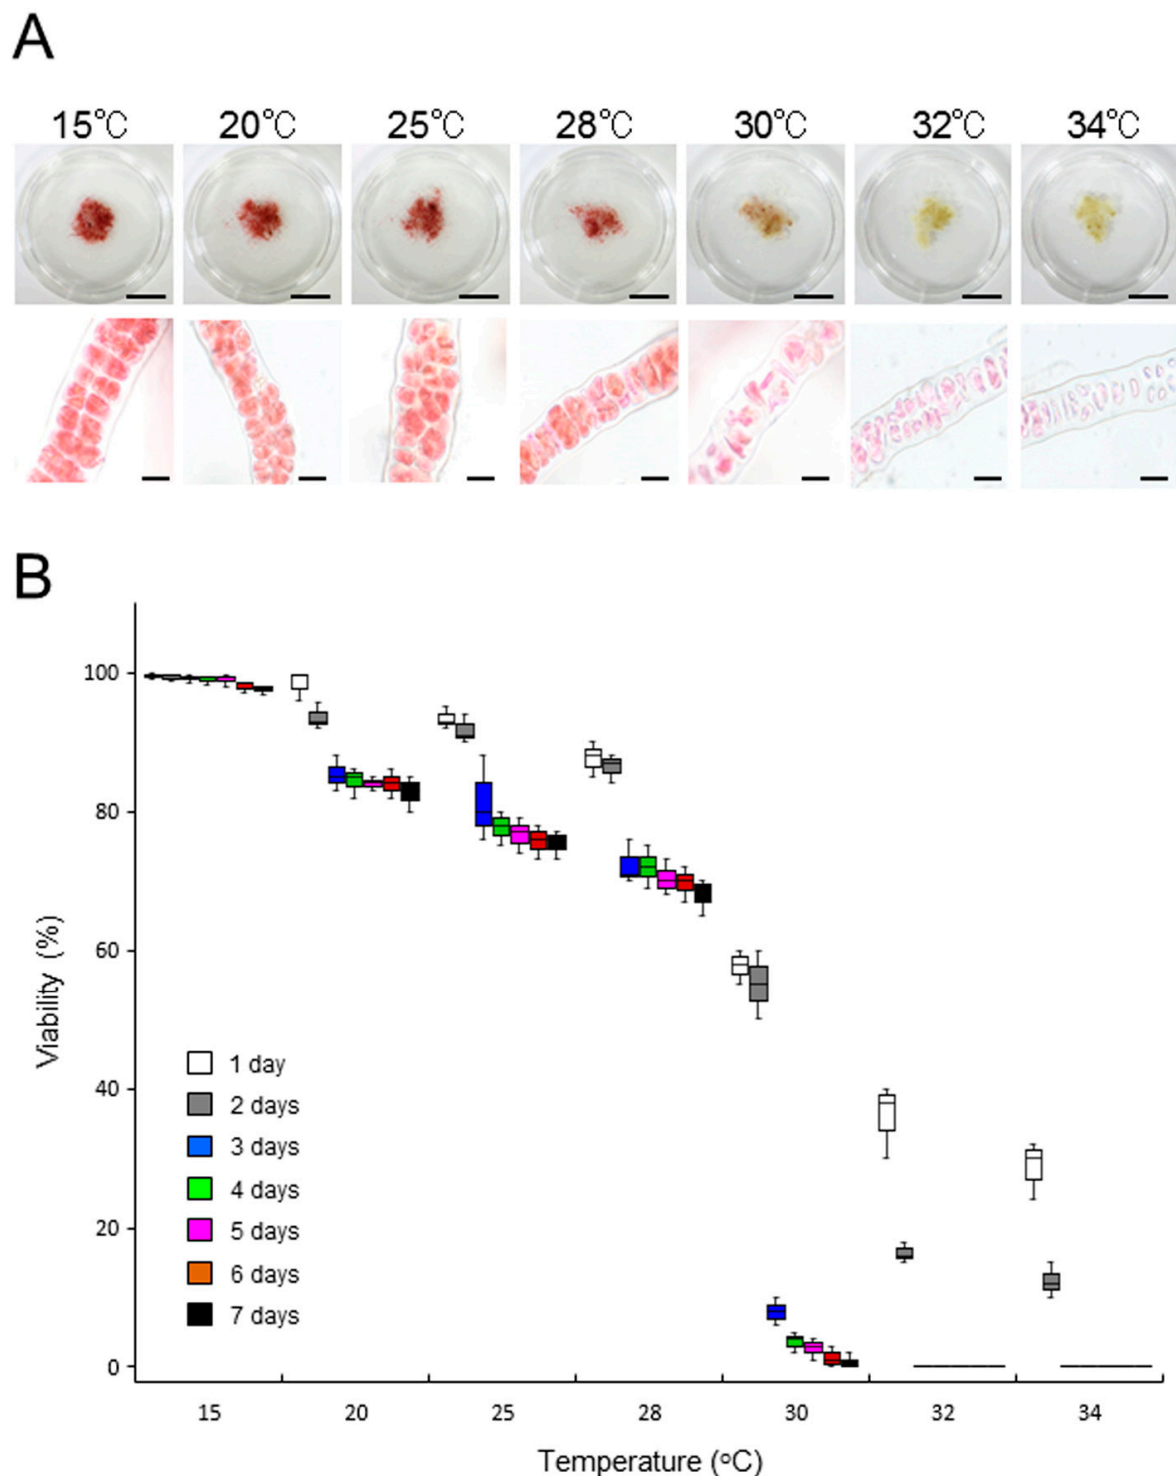 A
15°C 20°C 25°C 28°C 30°C 32°C 34°C
B
100
80
60
40
20
0
Viability (%)
1 day
2 days
3 days
4 days
5 days
6 days
7 days
15 20 25 28 30 32 34
Temperature (°C)